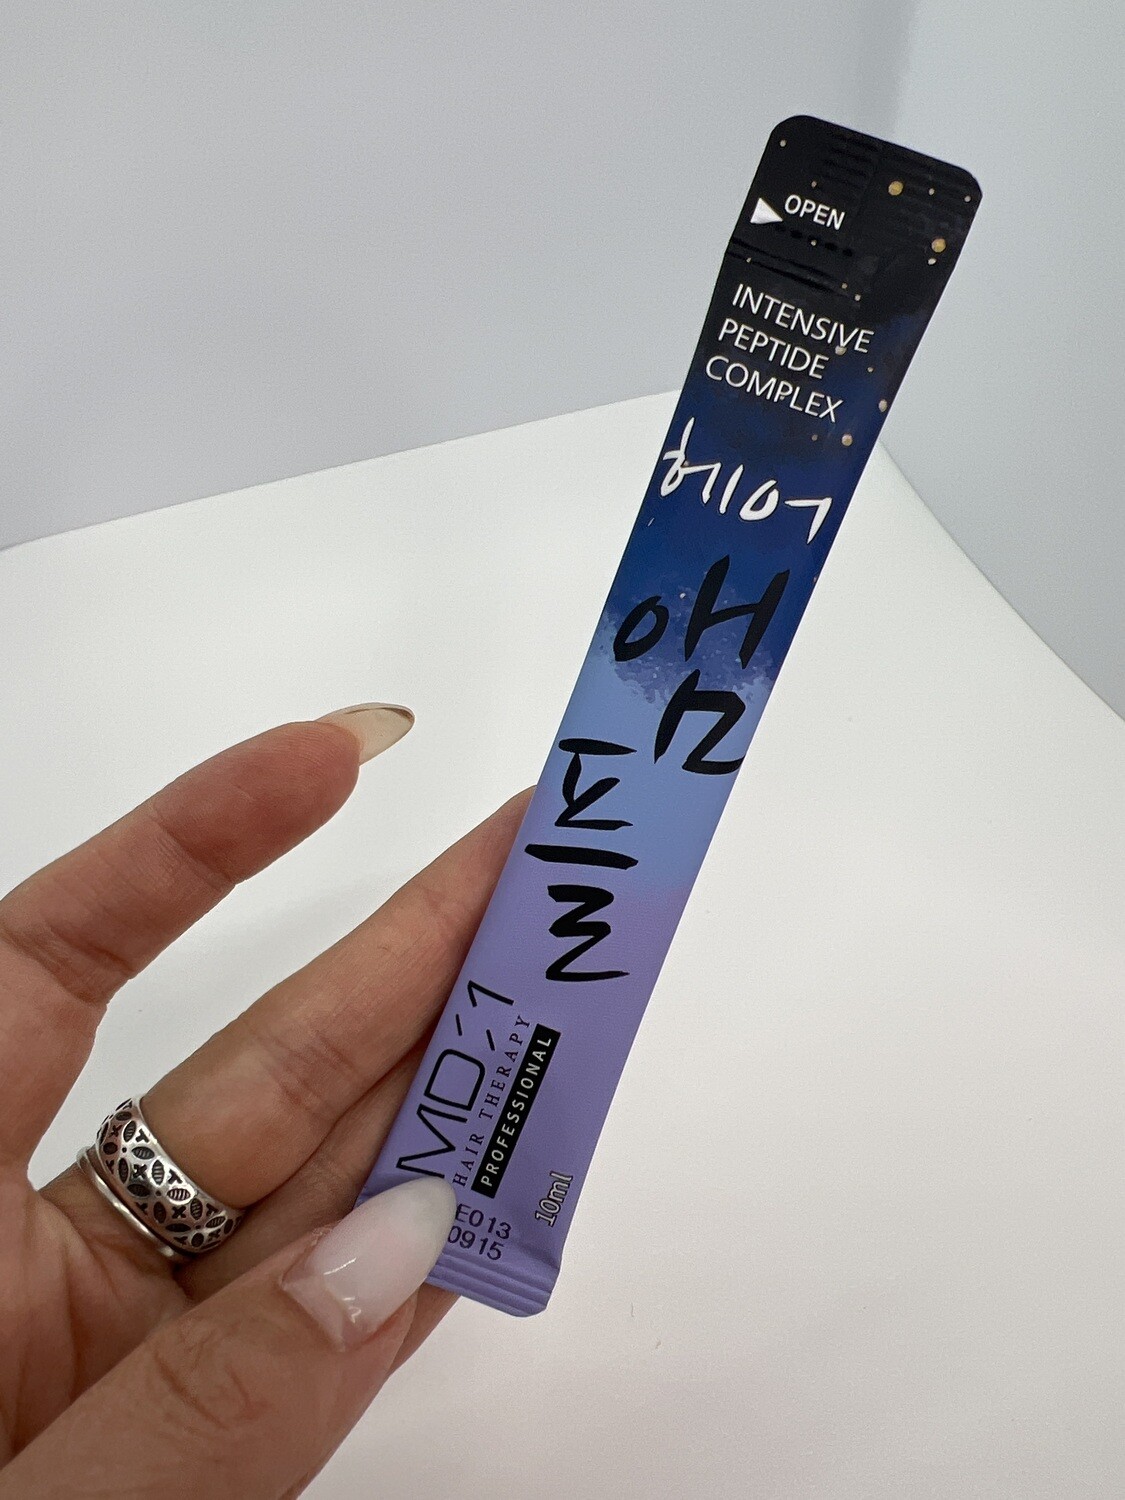 OPEN
INTENSIVE
PEPTIDE
COMPLEX
헤어
앰
플
MD:1
HAIR THERAPY
PROFESSIONAL
10ml
E013
0915